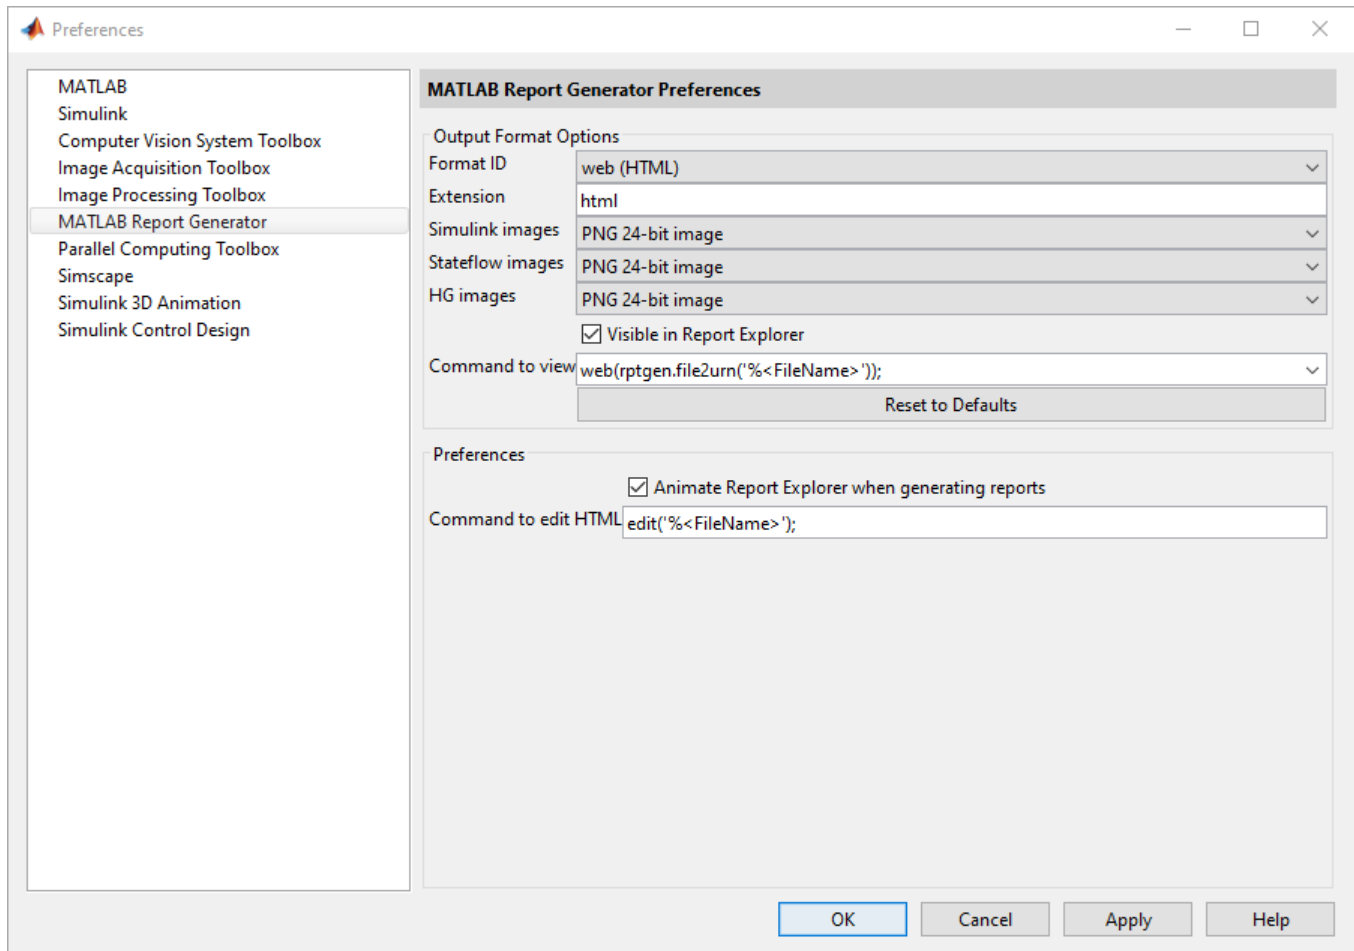 Preferences
MATLAB
Simulink
Computer Vision System Toolbox
Image Acquisition Toolbox
Image Processing Toolbox
MATLAB Report Generator
Parallel Computing Toolbox
Simscape
Simulink 3D Animation
Simulink Control Design
MATLAB Report Generator Preferences
Output Format Options
Format ID web (HTML)
Extension html
Simulink images PNG 24-bit image
Stateflow images PNG 24-bit image
HG images PNG 24-bit image
Visible in Report Explorer
Command to view web(rptgen.file2urn('%<FileName>'));
Reset to Defaults
Preferences
Animate Report Explorer when generating reports
Command to edit HTML edit('%<FileName>');
OK Cancel Apply Help